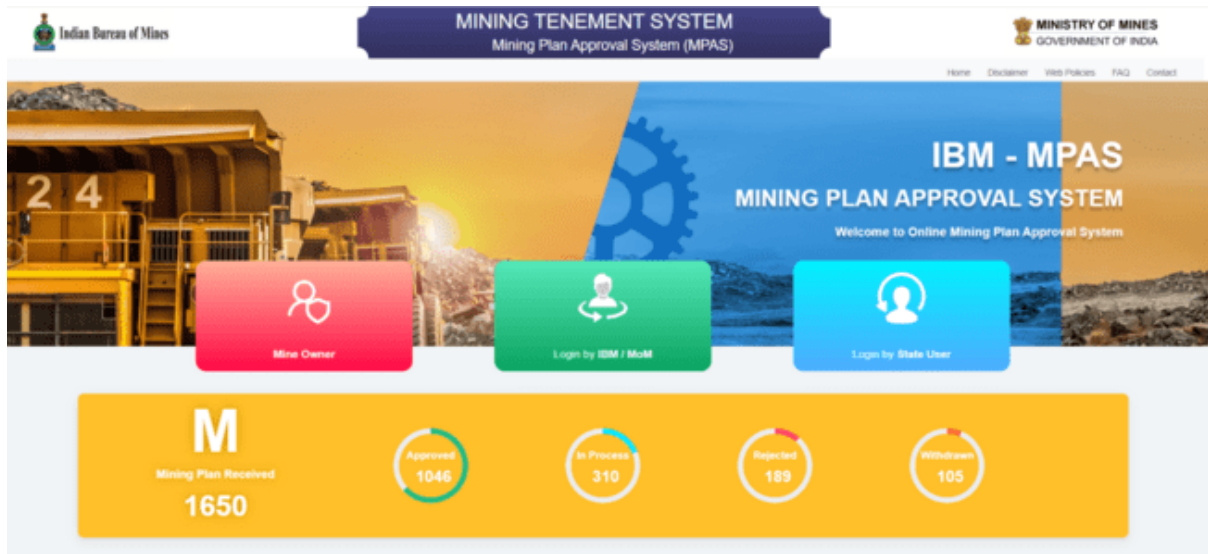 Indian Bureau of Mines
MINING TENEMENT SYSTEM
Mining Plan Approval System (MPAS)
MINISTRY OF MINES
GOVERNMENT OF INDIA
Home Disclaimer Web Policies FAQ Contact
24
IBM - MPAS
MINING PLAN APPROVAL SYSTEM
Welcome to Online Mining Plan Approval System
Mine Owner
Login by IBM / MoM
Login by State User
M
Mining Plan Received
1650
Approved
1046
In Process
310
Rejected
189
Withdrawn
105